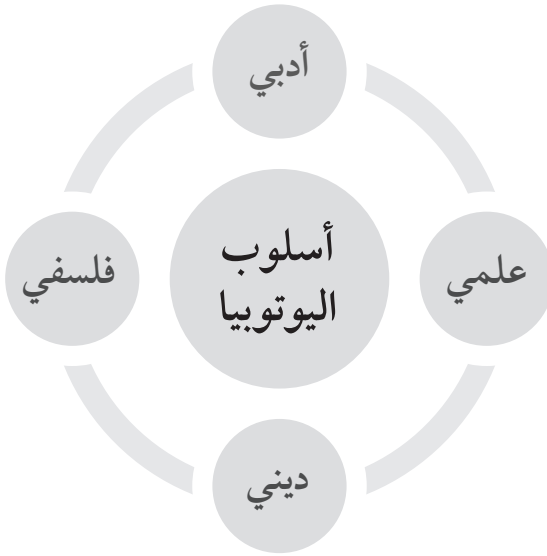 أدبي
علمي
أسلوب
اليوتوبيا
فلسفي
ديني